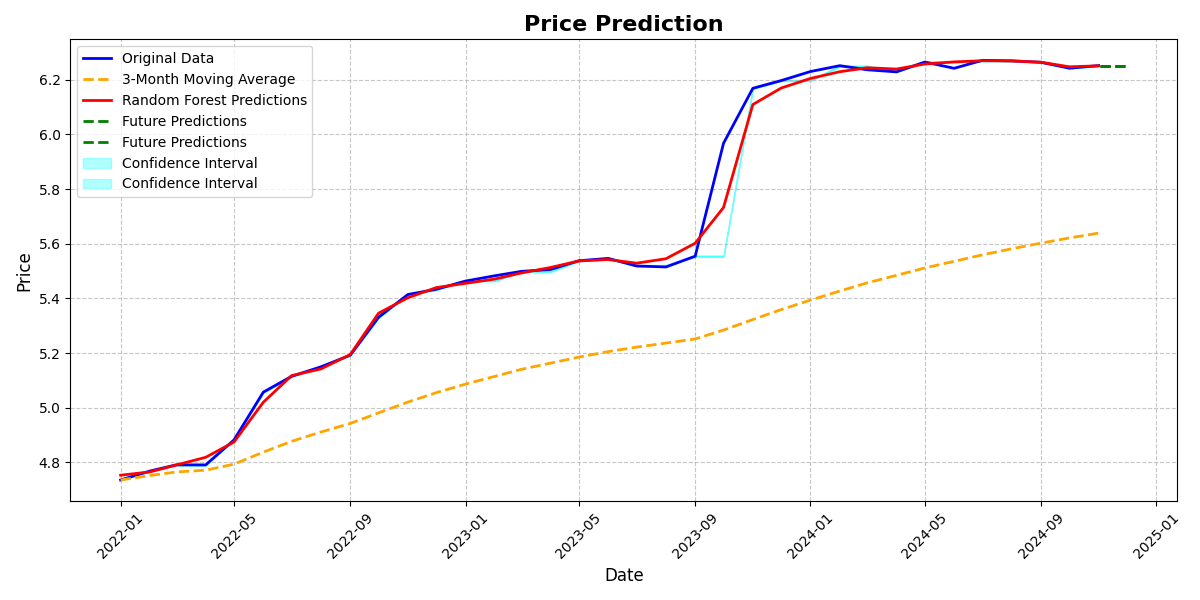 Price Prediction
Original Data
3-Month Moving Average
Random Forest Predictions
Future Predictions
Future Predictions
Confidence Interval
Confidence Interval
Price
6.2
6.0
5.8
5.6
5.4
5.2
5.0
4.8
2022-01
2022-05
2022-09
2023-01
2023-05
2023-09
2024-01
2024-05
2024-09
2025-01
Date